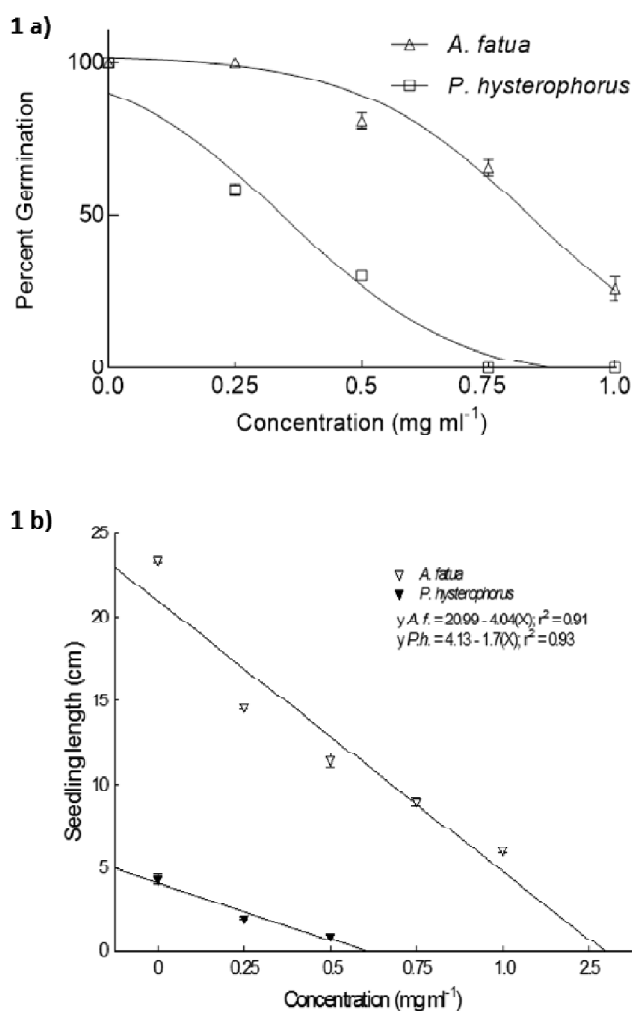 1 a)
A. fatua
P. hysterophorus
100
50
0
Percent Germination
0.0 0.25 0.5 0.75 1.0
Concentration (mg ml⁻¹)
1 b)
25
20
15
10
5
0
Seedling length (cm)
A. fatua
P. hysterophorus
y A.f. = 20.99 - 4.04(X); r² = 0.91
y P.h. = 4.13 - 1.7(X); r² = 0.93
0 0.25 0.5 0.75 1.0 2.5
Concentration (mg ml⁻¹)